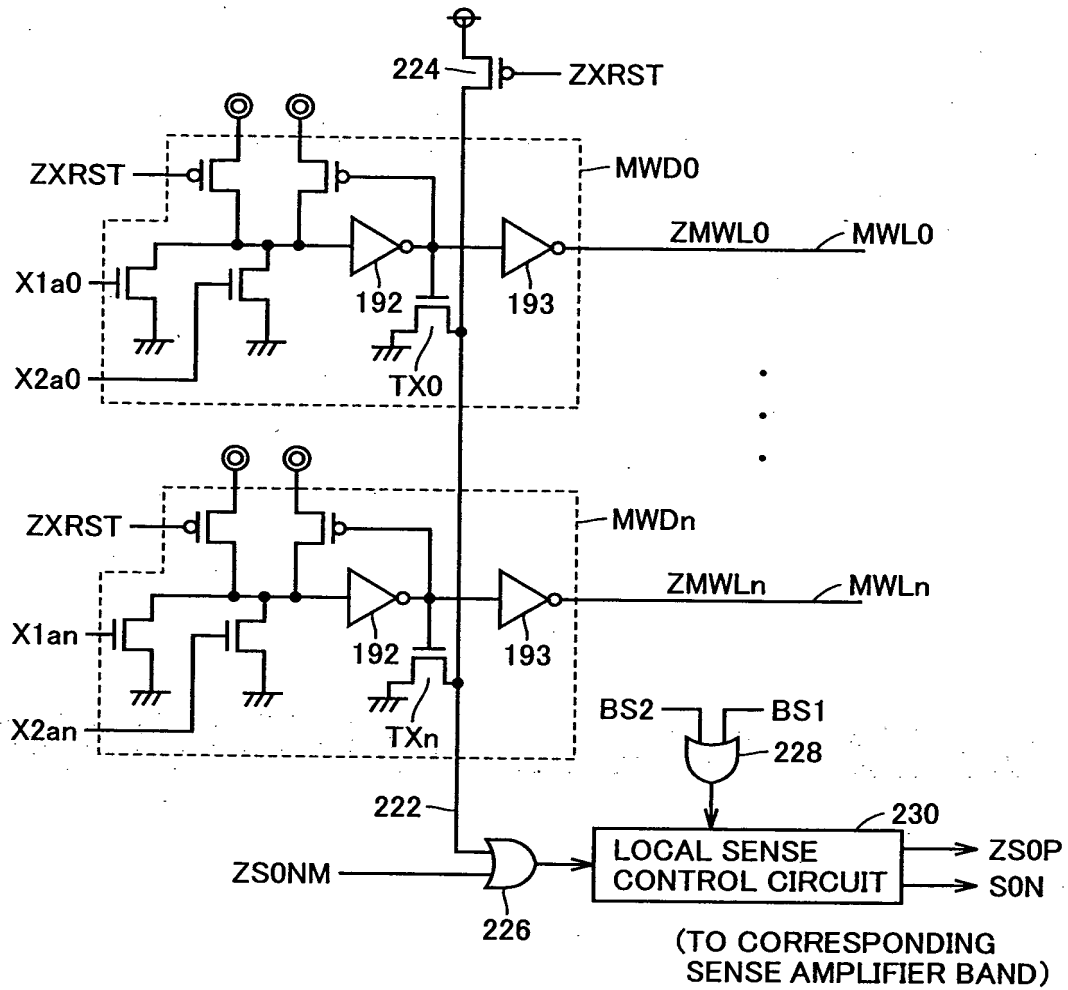 224
ZXRST
ZXRST
MWD0
X1a0
192
193
ZMWL0
MWL0
X2a0
TX0
ZXRST
MWDn
X1an
192
193
ZMWLn
MWLn
X2an
TXn
BS2
BS1
228
222
230
ZS0NM
226
LOCAL SENSE
CONTROL CIRCUIT
ZS0P
S0N
(TO CORRESPONDING
SENSE AMPLIFIER BAND)